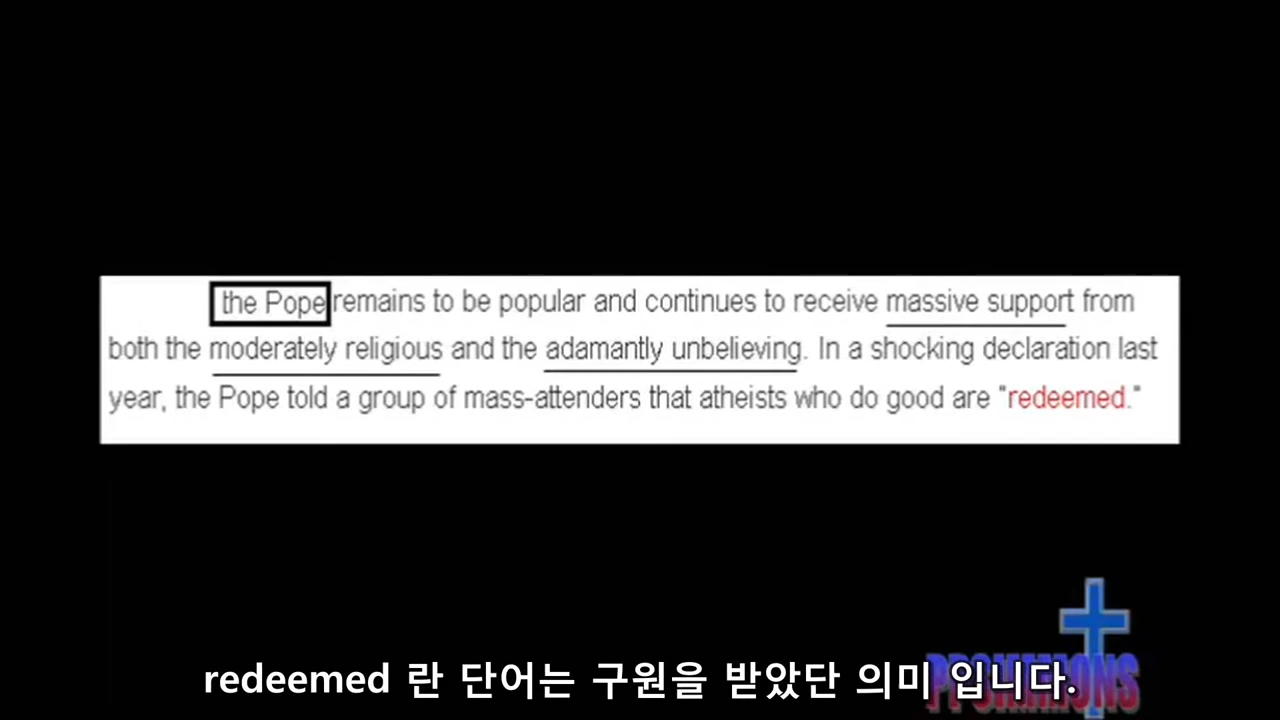 the Pope remains to be popular and continues to receive massive support from
both the moderately religious and the adamantly unbelieving. In a shocking declaration last
year, the Pope told a group of mass-attenders that atheists who do good are "redeemed."
redeemed 란 단어는 구원을 받았단 의미 입니다.